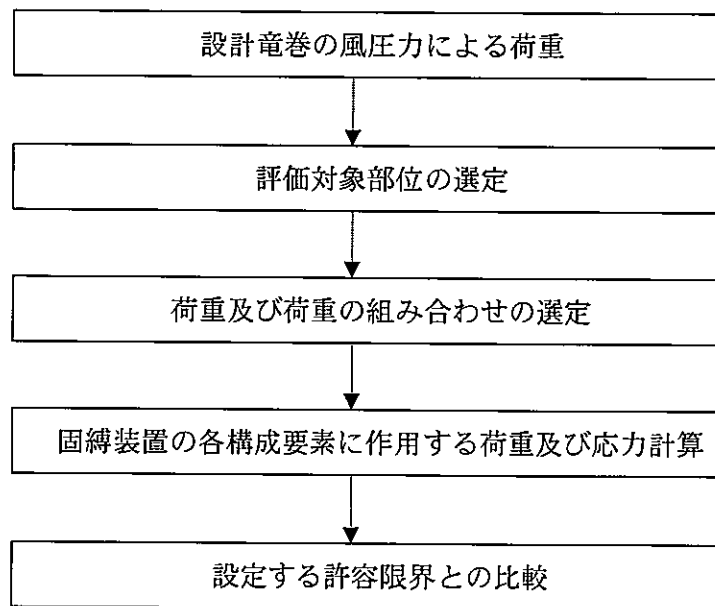 設計竜巻の風圧力による荷重
評価対象部位の選定
荷重及び荷重の組み合わせの選定
固縛装置の各構成要素に作用する荷重及び応力計算
設定する許容限界との比較